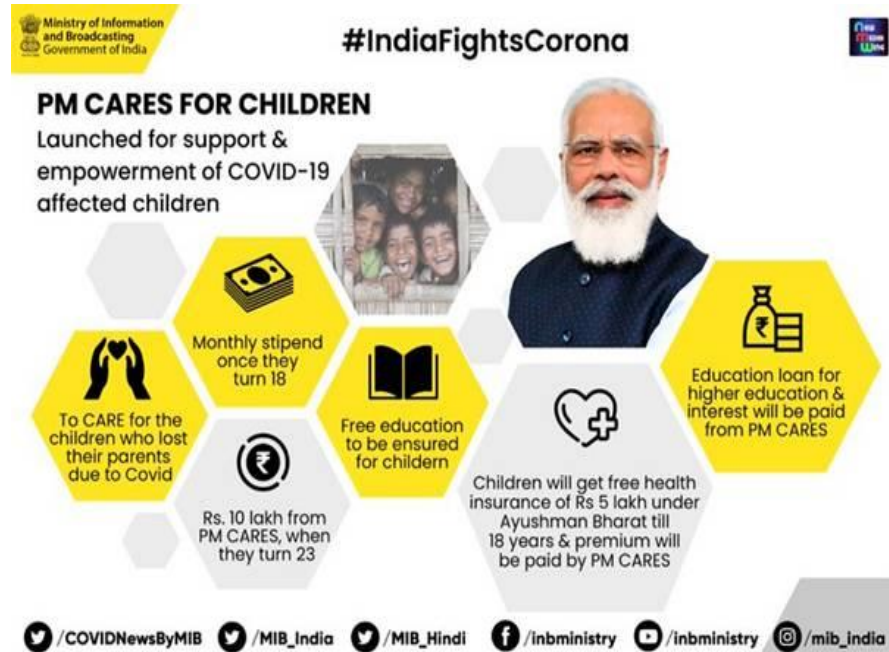 Ministry of Information
and Broadcasting
Government of India
#IndiaFightsCorona
New
Media
Wing
PM CARES FOR CHILDREN
Launched for support &
empowerment of COVID-19
affected children
To CARE for the
children who lost
their parents
due to Covid
Monthly stipend
once they
turn 18
Rs. 10 lakh from
PM CARES, when
they turn 23
Free education
to be ensured
for childern
Children will get free health
insurance of Rs 5 lakh under
Ayushman Bharat till
18 years & premium will
be paid by PM CARES
₹
Education loan for
higher education &
interest will be paid
from PM CARES
/COVIDNewsByMIB /MIB_India /MIB_Hindi /inbministry /inbministry /mib_india